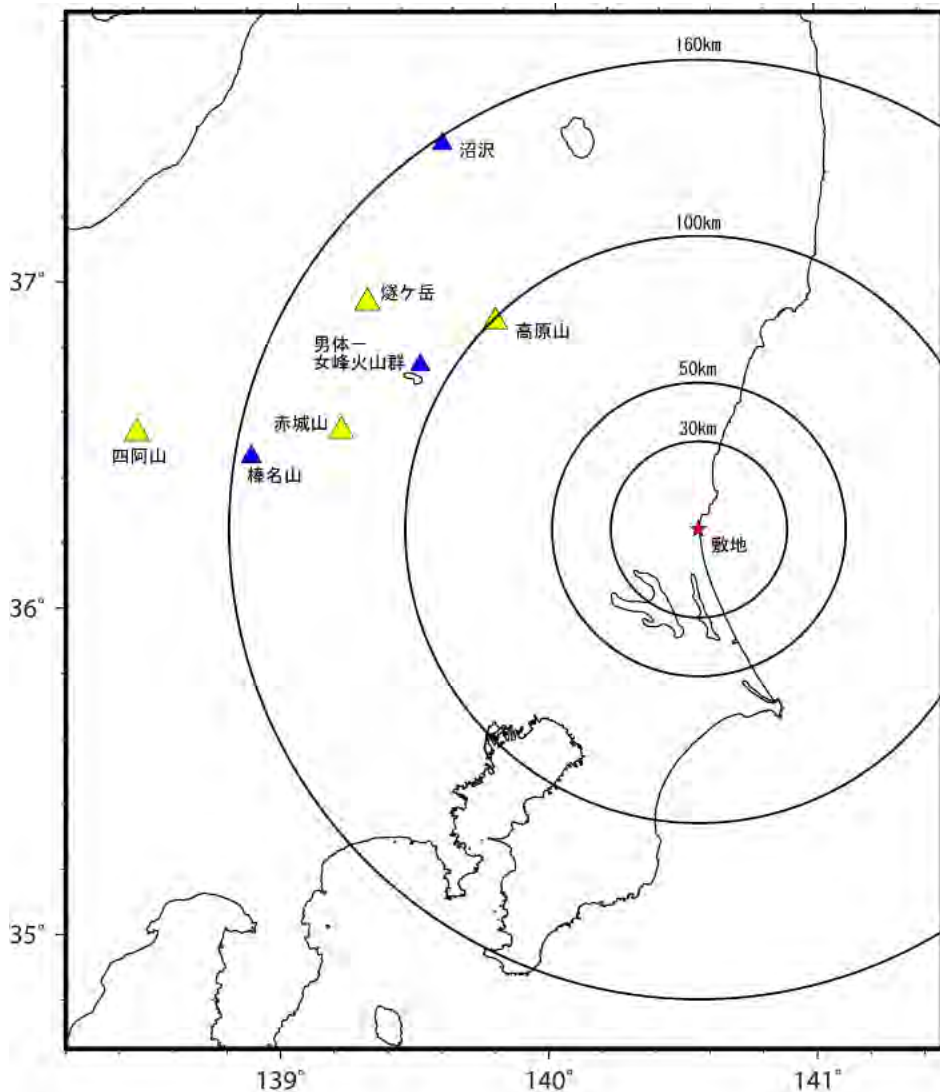 160km
沼沢
100km
37°
燧ケ岳
高原山
男体－
女峰火山群
50km
赤城山
30km
四阿山
榛名山
敷地
36°
35°
139°
140°
141°